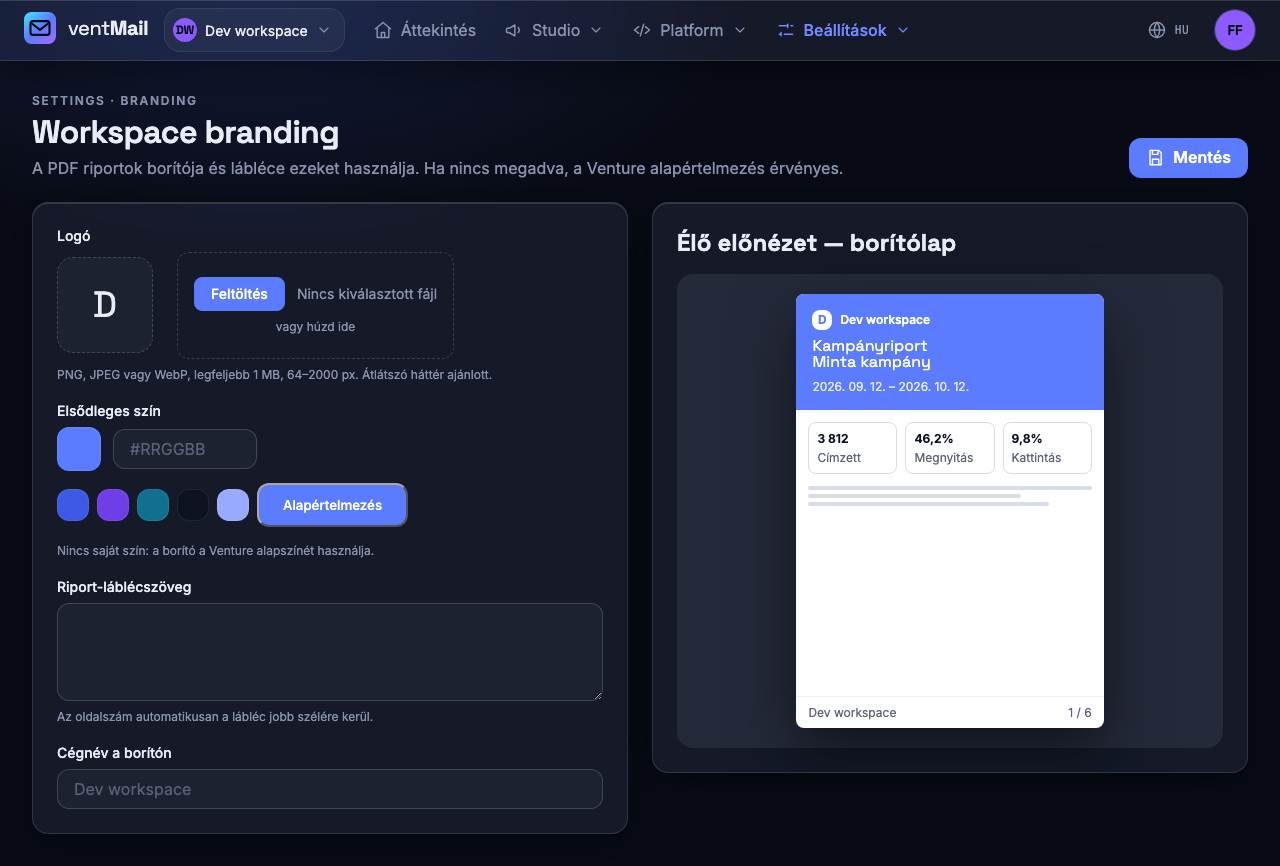 ventMail
DW Dev workspace
Áttekintés
Studio
Platform
Beállítások
HU
FF
SETTINGS · BRANDING
Workspace branding
A PDF riportok borítója és lábléce ezeket használja. Ha nincs megadva, a Venture alapértelmezés érvényes.
Mentés
Logó
D
Feltöltés Nincs kiválasztott fájl
vagy húzd ide
PNG, JPEG vagy WebP, legfeljebb 1 MB, 64–2000 px. Átlátszó háttér ajánlott.
Elsődleges szín
#RRGGBB
Alapértelmezés
Nincs saját szín: a borító a Venture alapszínét használja.
Riport-láblécszöveg
Az oldalszám automatikusan a lábléc jobb szélére kerül.
Cégnév a borítón
Dev workspace
Élő előnézet — borítólap
D Dev workspace
Kampányriport
Minta kampány
2026. 09. 12. – 2026. 10. 12.
3 812
Címzett
46,2%
Megnyitás
9,8%
Kattintás
Dev workspace
1 / 6